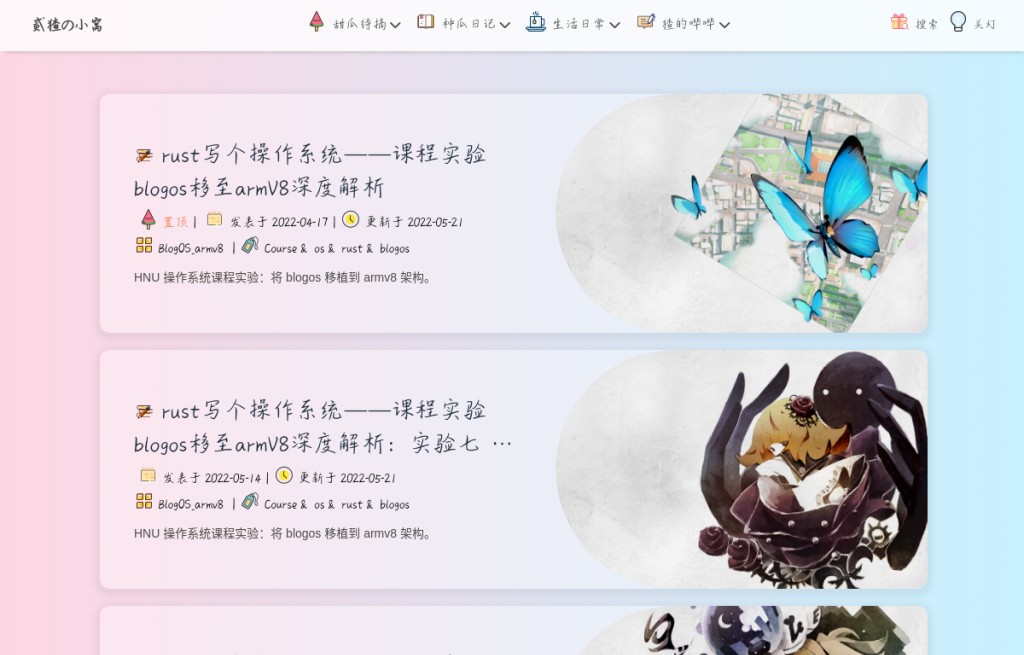 贰猹の小窝
甜瓜待摘
种瓜日记
生活日常
猹的哔哔
搜索
关灯
rust写个操作系统——课程实验
blogos移至armV8深度解析
置顶 | 发表于 2022-04-17 | 更新于 2022-05-21
BlogOS_armv8 | Course & os & rust & blogos
HNU 操作系统课程实验：将 blogos 移植到 armv8 架构。
rust写个操作系统——课程实验
blogos移至armV8深度解析：实验七 …
发表于 2022-05-14 | 更新于 2022-05-21
BlogOS_armv8 | Course & os & rust & blogos
HNU 操作系统课程实验：将 blogos 移植到 armv8 架构。